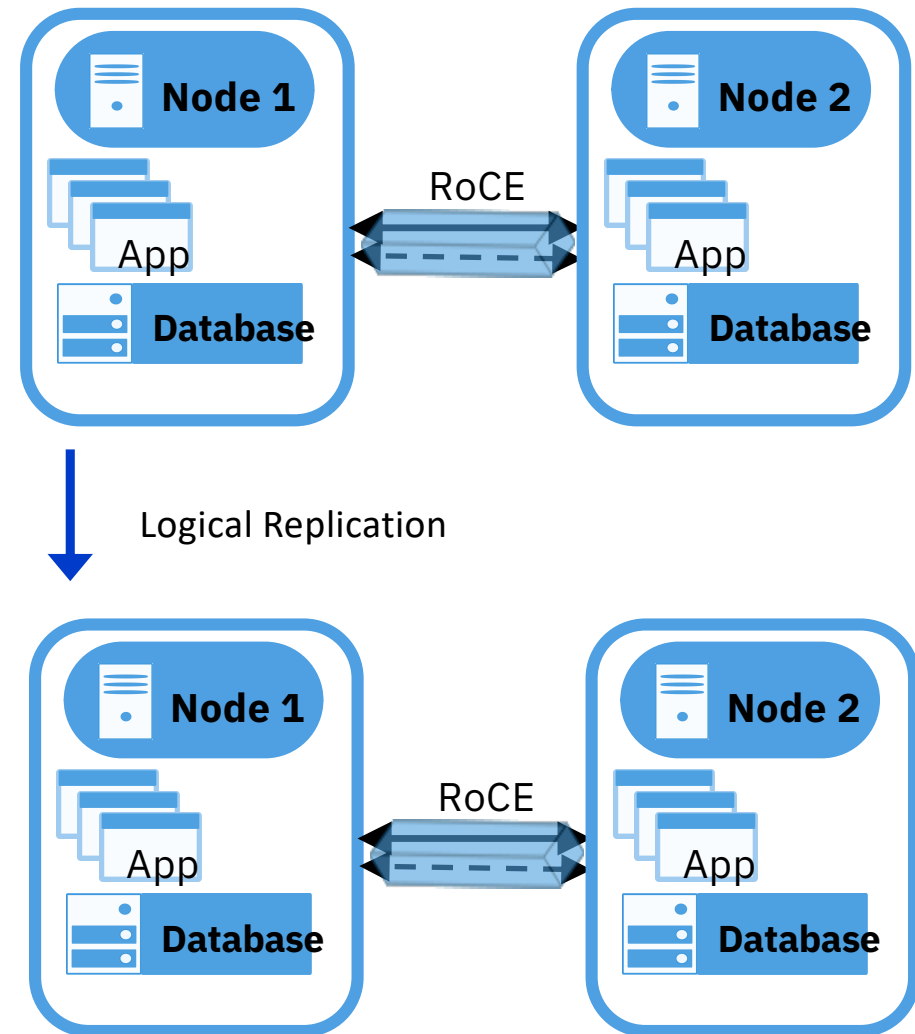 Node 1
Node 2
RoCE
App
App
Database
Database
Logical Replication
Node 1
Node 2
RoCE
App
App
Database
Database